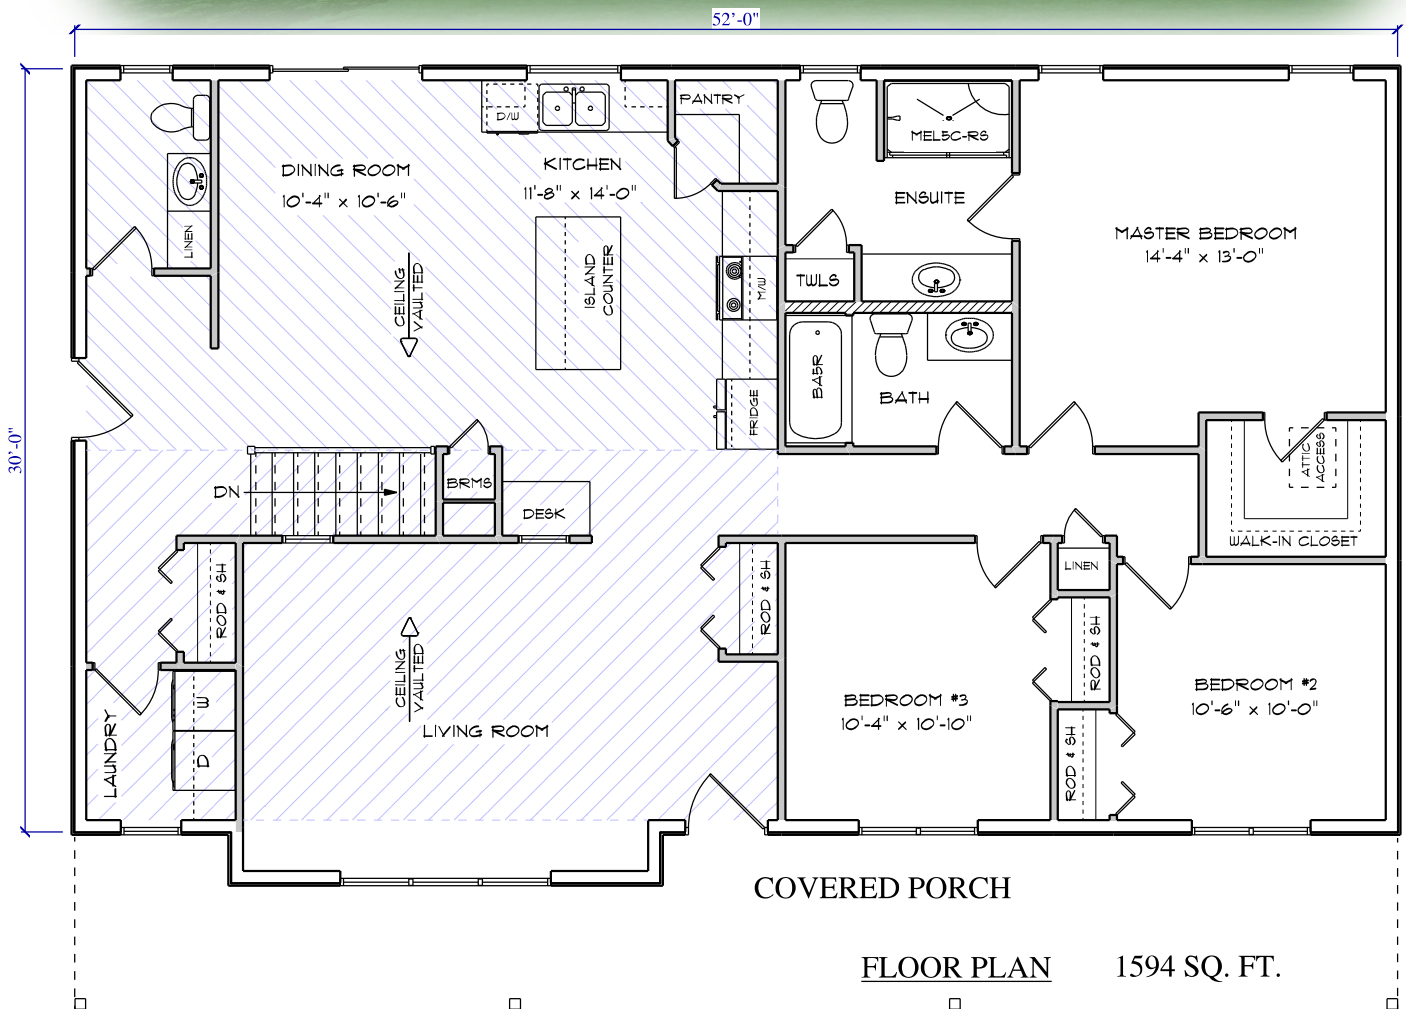 52'-0"
30'-0"
PANTRY
D/W
MEL5C-RS
DINING ROOM
10'-4" x 10'-6"
KITCHEN
11'-8" x 14'-0"
ENSUITE
LINEN
MASTER BEDROOM
14'-4" x 13'-0"
CEILING
VAULTED
ISLAND
COUNTER
M/W
TWLS
BA5R
BATH
FRIDGE
ATTIC
ACCESS
WALK-IN CLOSET
DN
BRMS
DESK
LINEN
ROD & SH
ROD & SH
ROD & SH
CEILING
VAULTED
LIVING ROOM
BEDROOM #3
10'-4" x 10'-10"
BEDROOM #2
10'-6" x 10'-0"
W
D
LAUNDRY
ROD & SH
COVERED PORCH
FLOOR PLAN
1594 SQ. FT.